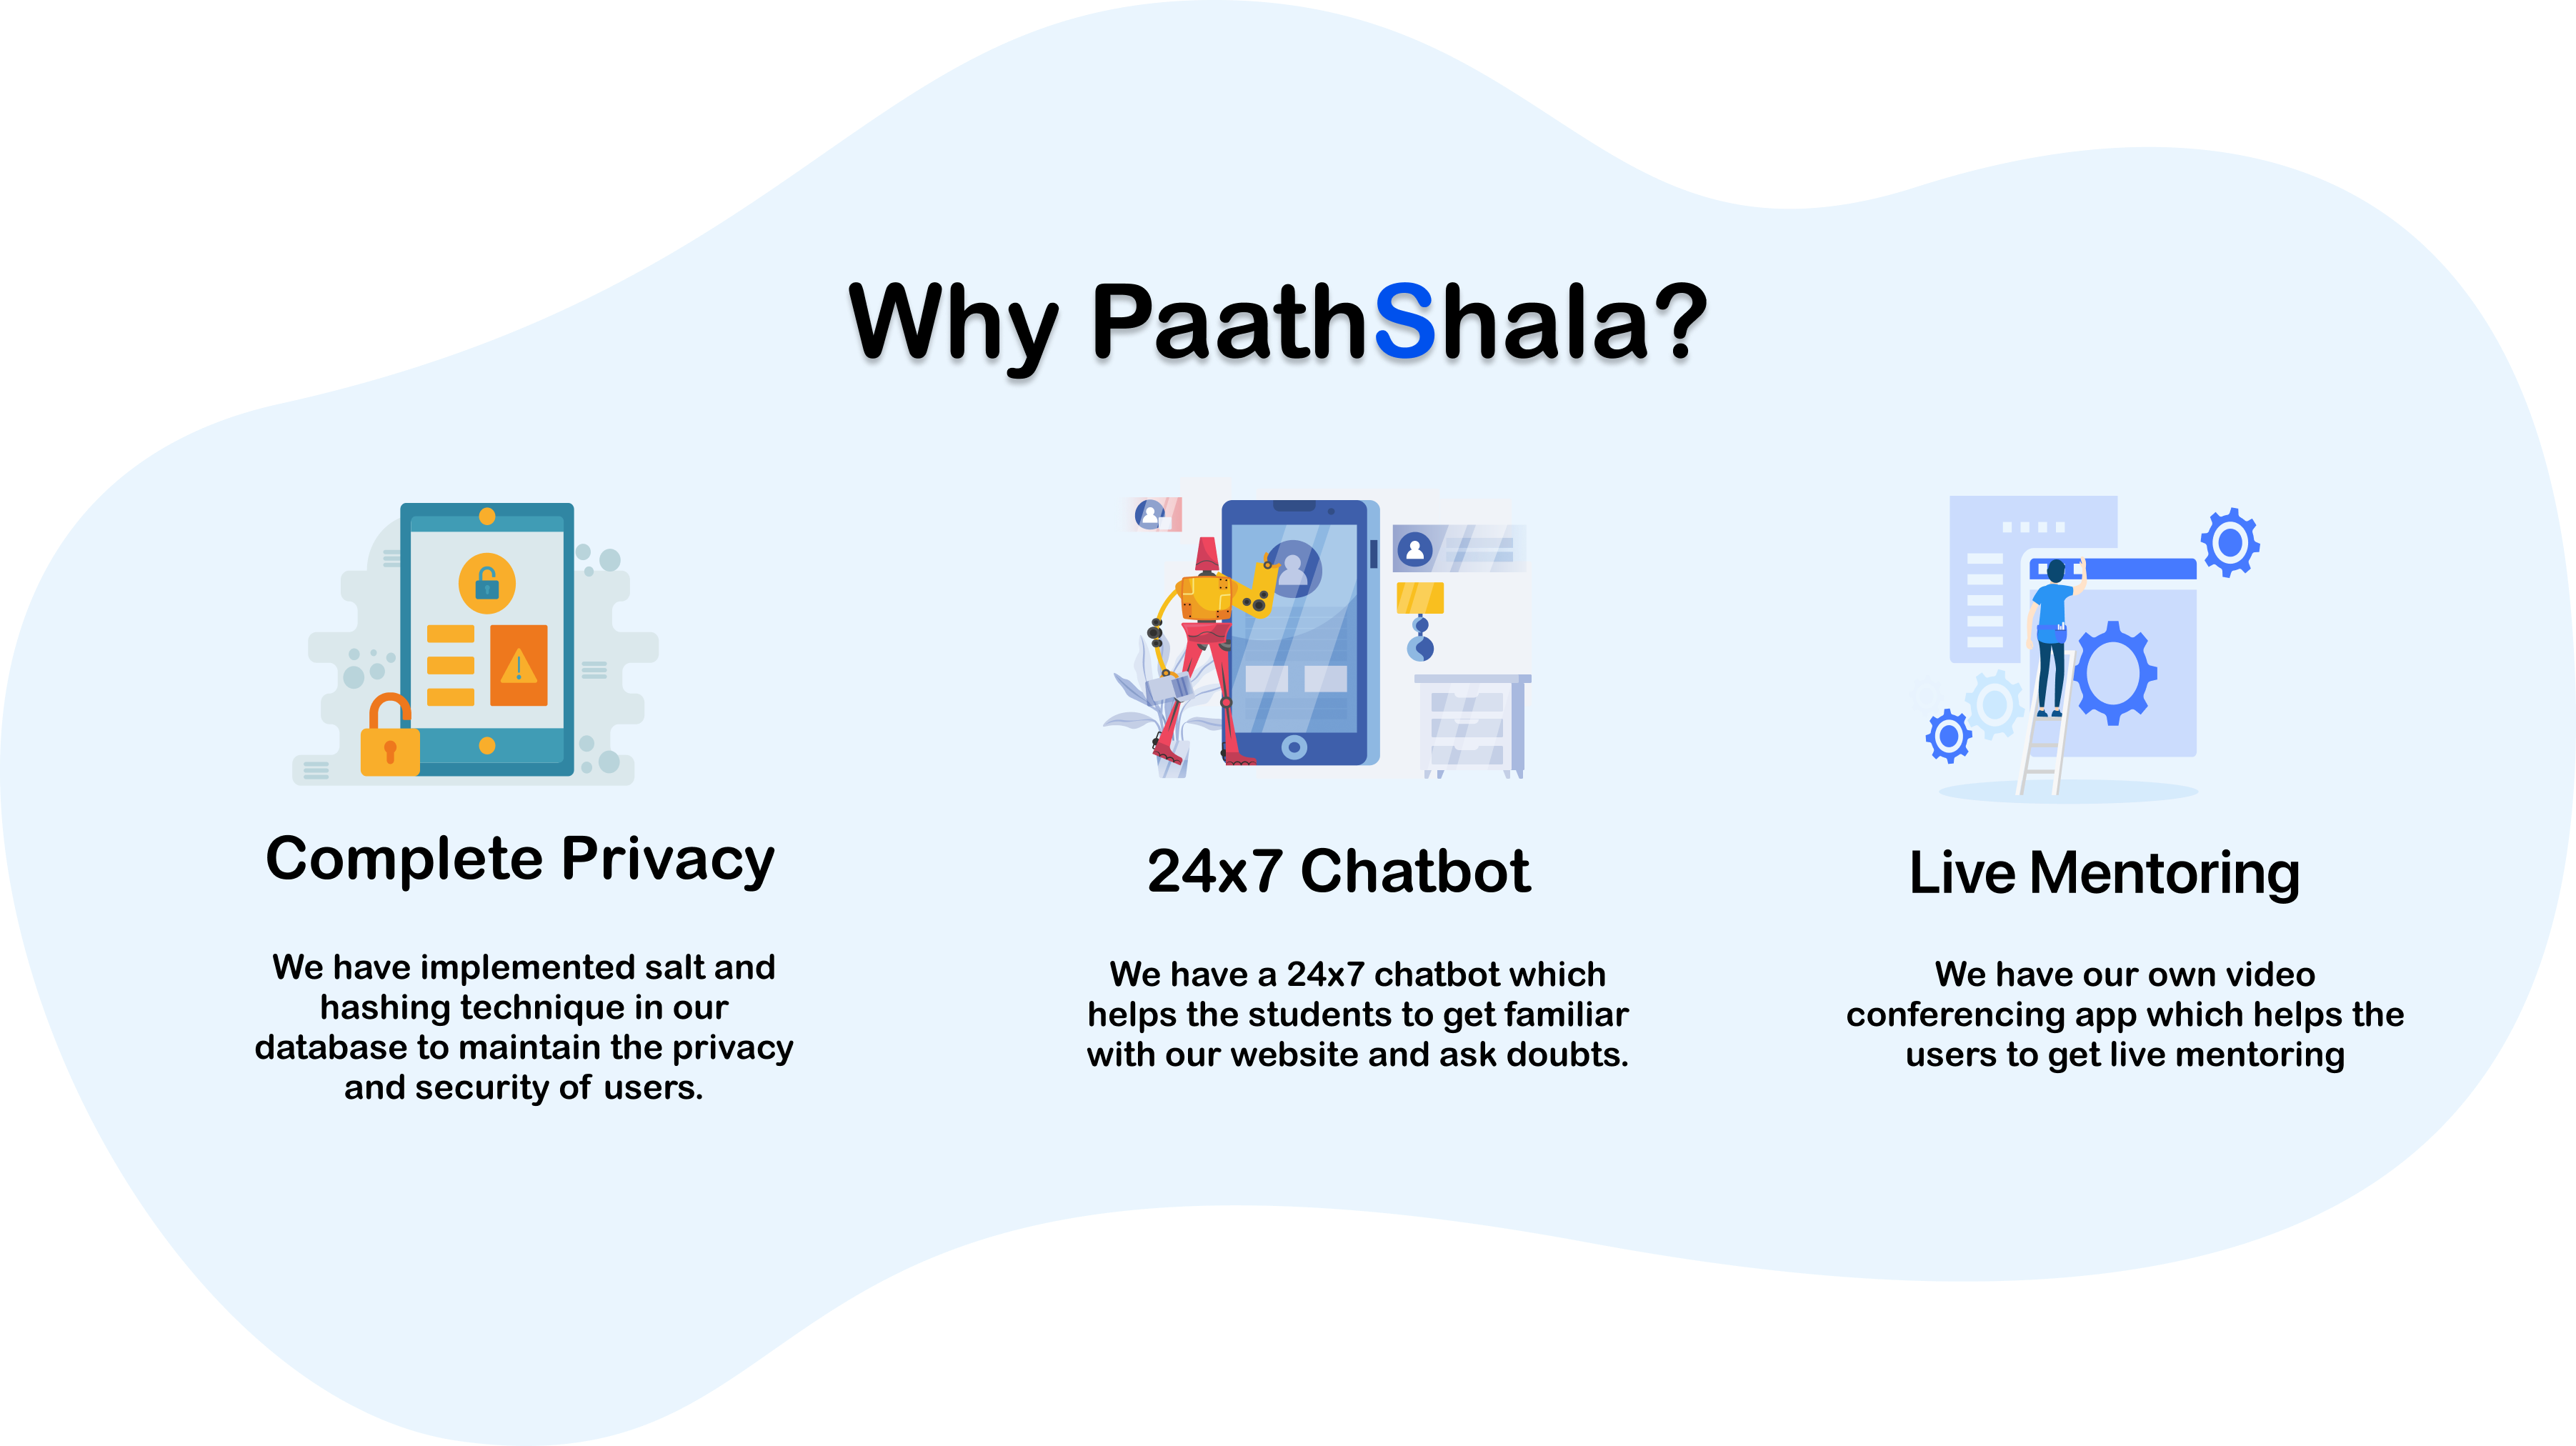 Why PaathShala?
Complete Privacy
We have implemented salt and
hashing technique in our
database to maintain the privacy
and security of users.
24x7 Chatbot
We have a 24x7 chatbot which
helps the students to get familiar
with our website and ask doubts.
Live Mentoring
We have our own video
conferencing app which helps the
users to get live mentoring